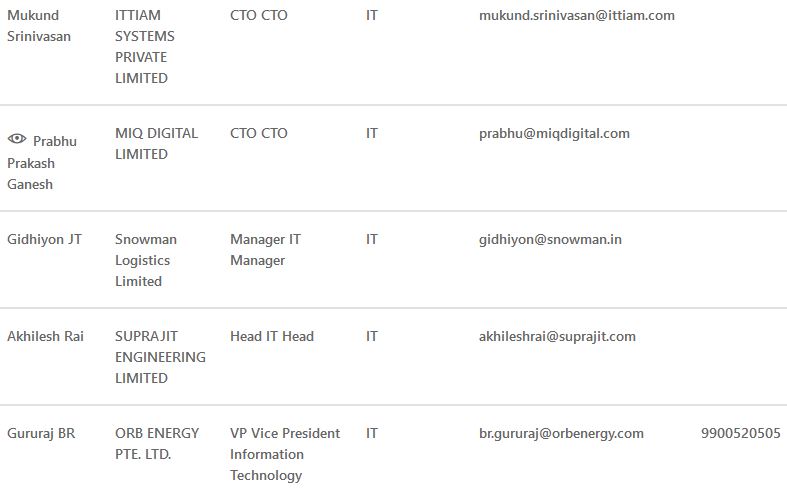 Mukund Srinivasan ITTIAM SYSTEMS PRIVATE LIMITED CTO CTO IT mukund.srinivasan@ittiam.com
Prabhu Prakash Ganesh MIQ DIGITAL LIMITED CTO CTO IT prabhu@miqdigital.com
Gidhiyon JT Snowman Logistics Limited Manager IT Manager IT gidhiyon@snowman.in
Akhilesh Rai SUPRAJIT ENGINEERING LIMITED Head IT Head IT akhileshrai@suprajit.com
Gururaj BR ORB ENERGY PTE. LTD. VP Vice President Information Technology IT br.gururaj@orbenergy.com 9900520505